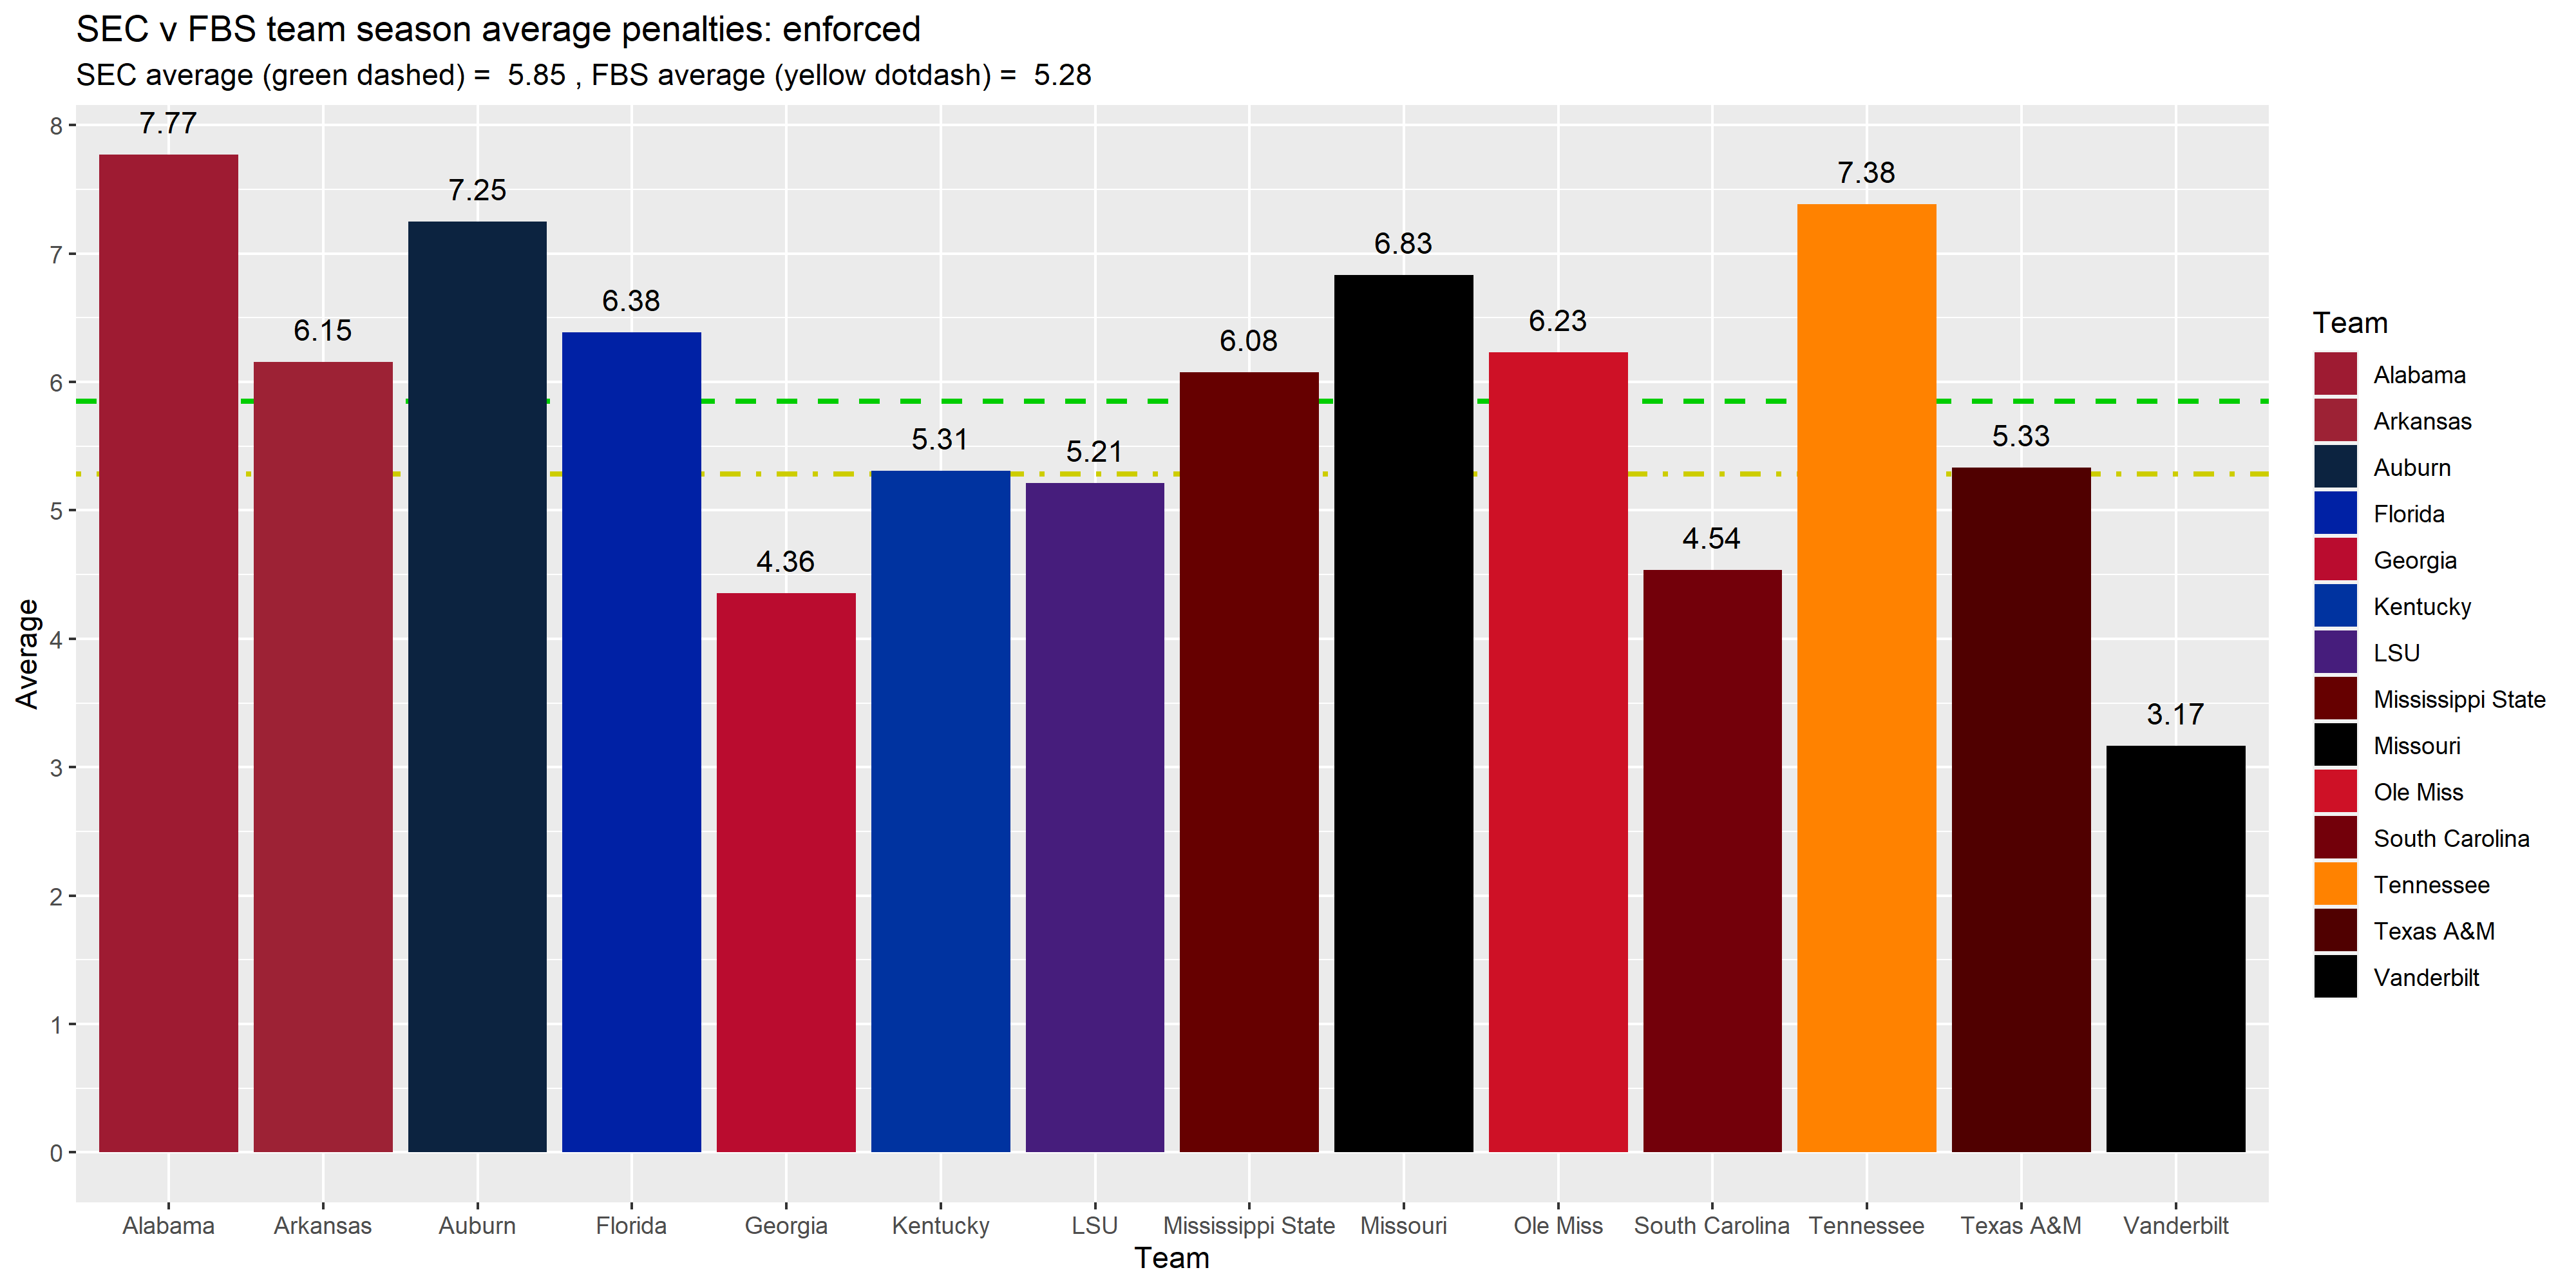 SEC v FBS team season average penalties: enforced
SEC average (green dashed) =  5.85 , FBS average (yellow dotdash) =  5.28
Average
8
7
6
5
4
3
2
1
0
7.77
6.15
7.25
6.38
4.36
5.31
5.21
6.08
6.83
6.23
4.54
7.38
5.33
3.17
Alabama
Arkansas
Auburn
Florida
Georgia
Kentucky
LSU
Mississippi State
Missouri
Ole Miss
South Carolina
Tennessee
Texas A&M
Vanderbilt
Team
Team
Alabama
Arkansas
Auburn
Florida
Georgia
Kentucky
LSU
Mississippi State
Missouri
Ole Miss
South Carolina
Tennessee
Texas A&M
Vanderbilt